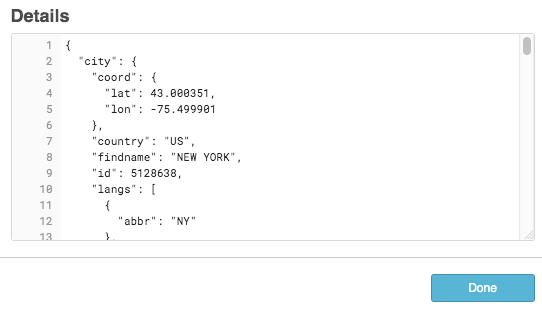 Details
1 {
2 "city": {
3 "coord": {
4 "lat": 43.000351,
5 "lon": -75.499901
6 },
7 "country": "US",
8 "findname": "NEW YORK",
9 "id": 5128638,
10 "langs": [
11 {
12 "abbr": "NY"
13 },
Done